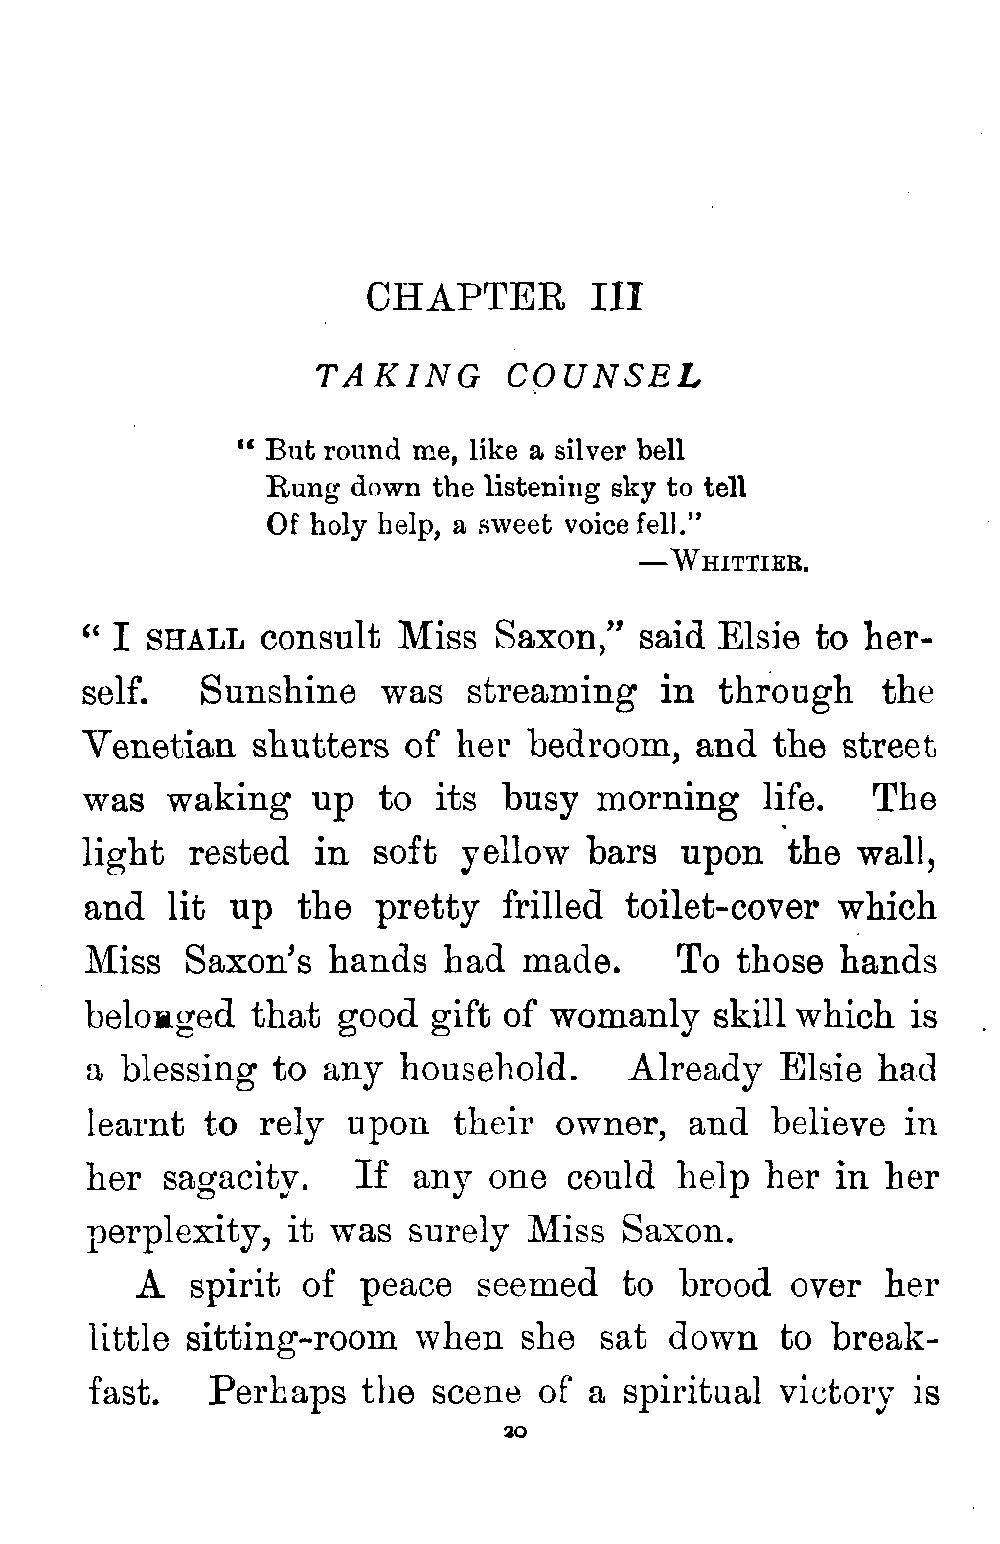 CHAPTER III
TAKING COUNSEL
“ But round me, like a silver bell
Rung down the listening sky to tell
Of holy help, a sweet voice fell.”
—WHITTIER.
“ I SHALL consult Miss Saxon,” said Elsie to her-
self. Sunshine was streaming in through the
Venetian shutters of her bedroom, and the street
was waking up to its busy morning life. The
light rested in soft yellow bars upon the wall,
and lit up the pretty frilled toilet-cover which
Miss Saxon’s hands had made. To those hands
belonged that good gift of womanly skill which is
a blessing to any household. Already Elsie had
learnt to rely upon their owner, and believe in
her sagacity. If any one could help her in her
perplexity, it was surely Miss Saxon.
A spirit of peace seemed to brood over her
little sitting-room when she sat down to break-
fast. Perhaps the scene of a spiritual victory is
20